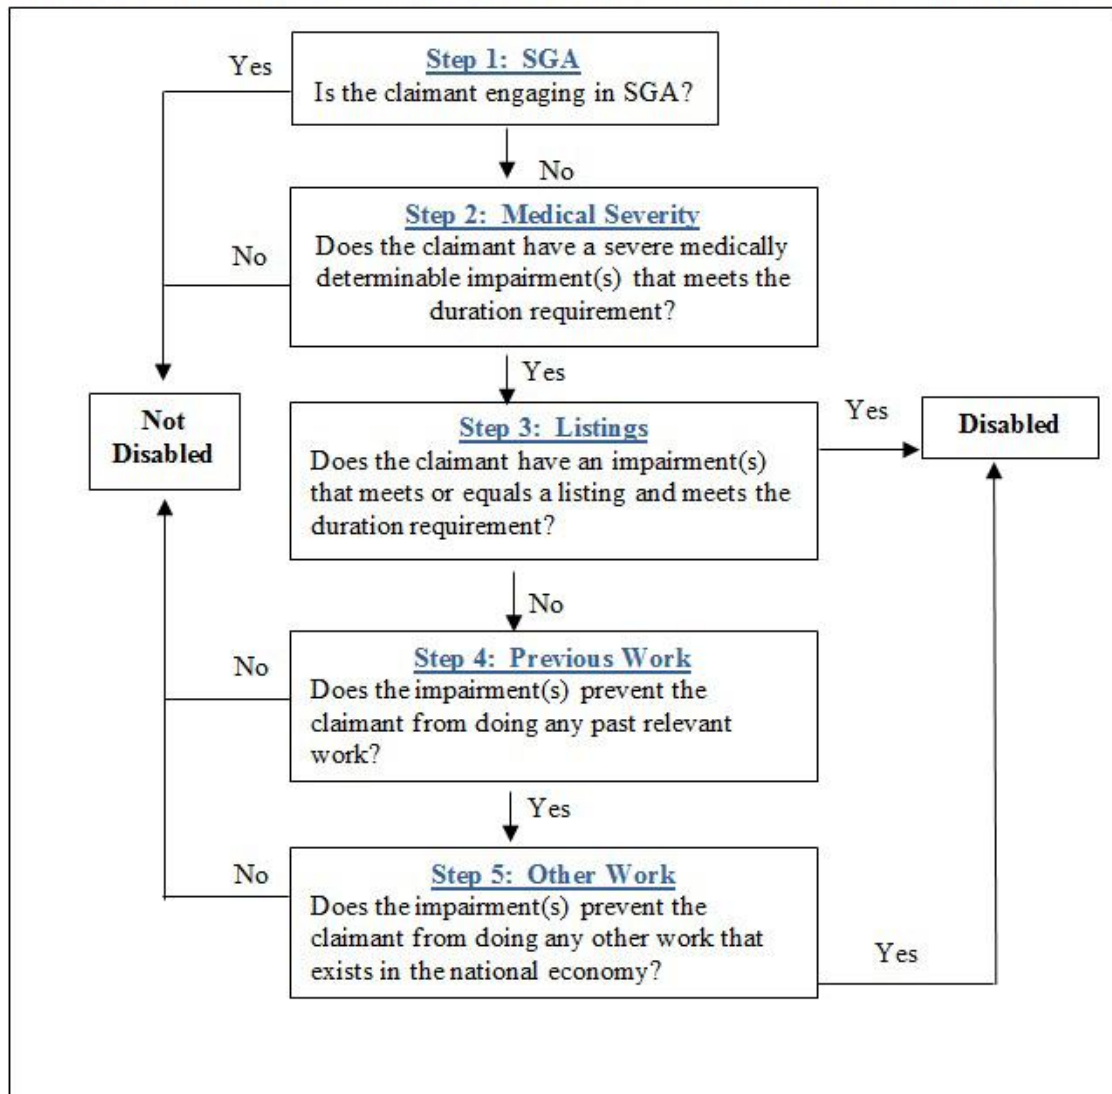 Step 1: SGA
Is the claimant engaging in SGA?
Yes
No
Step 2: Medical Severity
Does the claimant have a severe medically
determinable impairment(s) that meets the
duration requirement?
No
Yes
Not
Disabled
Step 3: Listings
Does the claimant have an impairment(s)
that meets or equals a listing and meets the
duration requirement?
Yes
Disabled
No
Step 4: Previous Work
Does the impairment(s) prevent the
claimant from doing any past relevant
work?
No
Yes
Step 5: Other Work
Does the impairment(s) prevent the
claimant from doing any other work that
exists in the national economy?
No
Yes